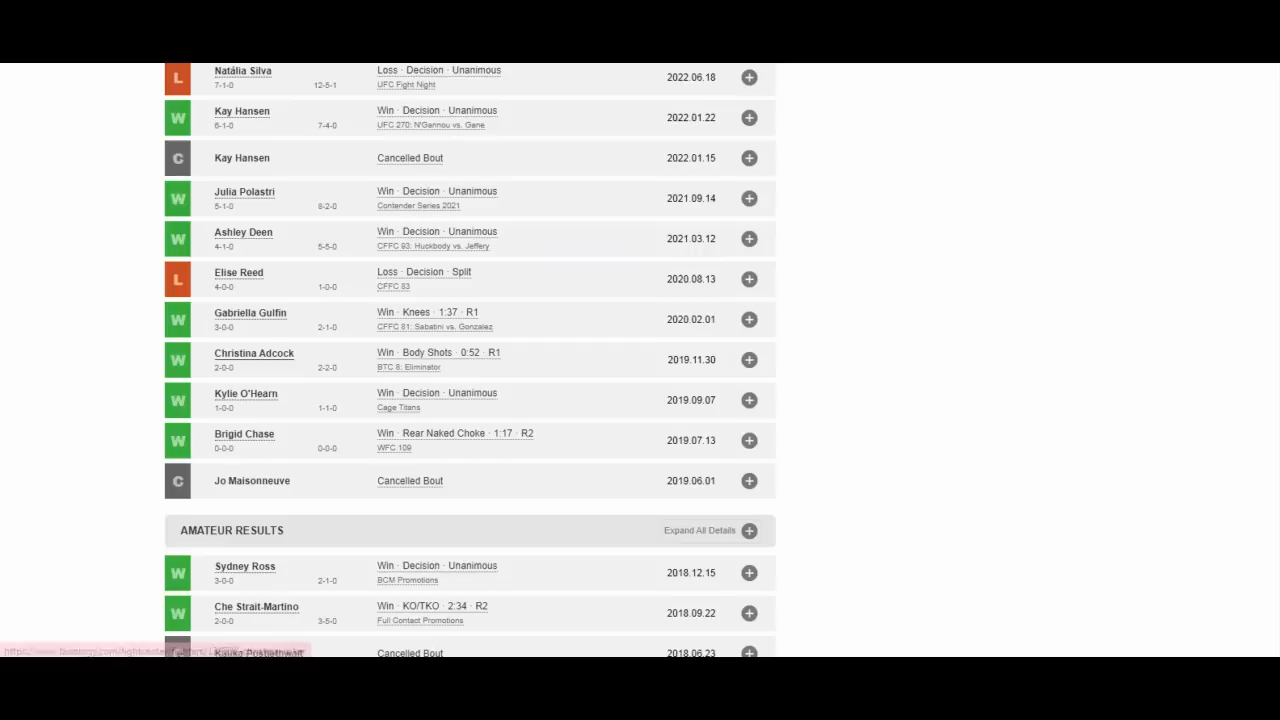 L Natália Silva Loss · Decision · Unanimous 2022.06.18
7-1-0 12-5-1 UFC Fight Night
W Kay Hansen Win · Decision · Unanimous 2022.01.22
6-1-0 7-4-0 UFC 270: N'Gannou vs. Gane
C Kay Hansen Cancelled Bout 2022.01.15
W Julia Polastri Win · Decision · Unanimous 2021.09.14
5-1-0 8-2-0 Contender Series 2021
W Ashley Deen Win · Decision · Unanimous 2021.03.12
4-1-0 5-5-0 CFFC 93: Huckbody vs. Jeffery
L Elise Reed Loss · Decision · Split 2020.08.13
4-0-0 1-0-0 CFFC 83
W Gabriella Gulfin Win · Knees · 1:37 · R1 2020.02.01
3-0-0 2-1-0 CFFC 81: Sabatini vs. Gonzalez
W Christina Adcock Win · Body Shots · 0:52 · R1 2019.11.30
2-0-0 2-2-0 BTC 8: Eliminator
W Kylie O'Hearn Win · Decision · Unanimous 2019.09.07
1-0-0 1-1-0 Cage Titans
W Brigid Chase Win · Rear Naked Choke · 1:17 · R2 2019.07.13
0-0-0 0-0-0 WFC 109
C Jo Maisonneuve Cancelled Bout 2019.06.01
AMATEUR RESULTS Expand All Details
W Sydney Ross Win · Decision · Unanimous 2018.12.15
3-0-0 2-1-0 BCM Promotions
W Che Strait-Martino Win · KO/TKO · 2:34 · R2 2018.09.22
2-0-0 3-5-0 Full Contact Promotions
C Cancelled Bout 2018.06.23